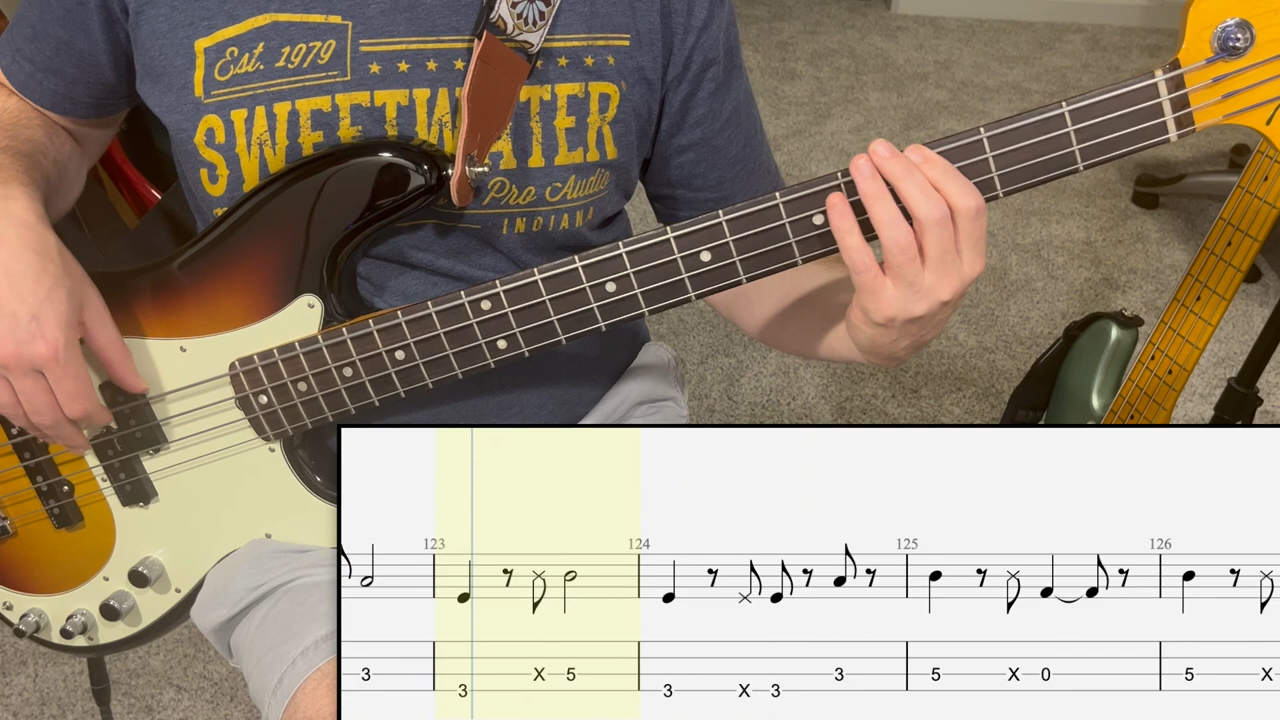 Est. 1979
SWEETWATER
Pro Audio
INDIANA
123 124 125 126
3 3 X 5 3 X 3 3 5 X 0 5 X